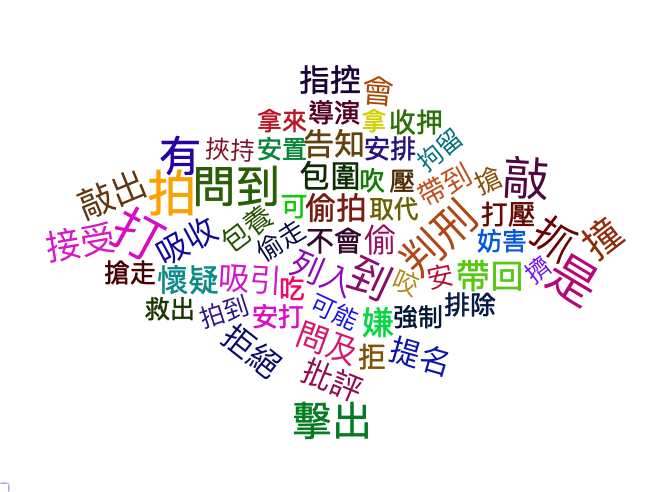 指控
會
拿來
導演
拿
收押
有
挾持
安置
告知
安排
拘留
敲出
拍
問到
包圍
吹
壓
帶到
搶
敲
接受
打
吸收
包養
可
偷拍
取代
判刑
打壓
抓
撞
偷走
不會
偷
妨害
搶走
懷疑
吸引
吃
列入
到
咬
安
帶回
擠
是
救出
拍到
安打
可能
嫌
強制
排除
拒絕
問及
拒
提名
批評
擊出